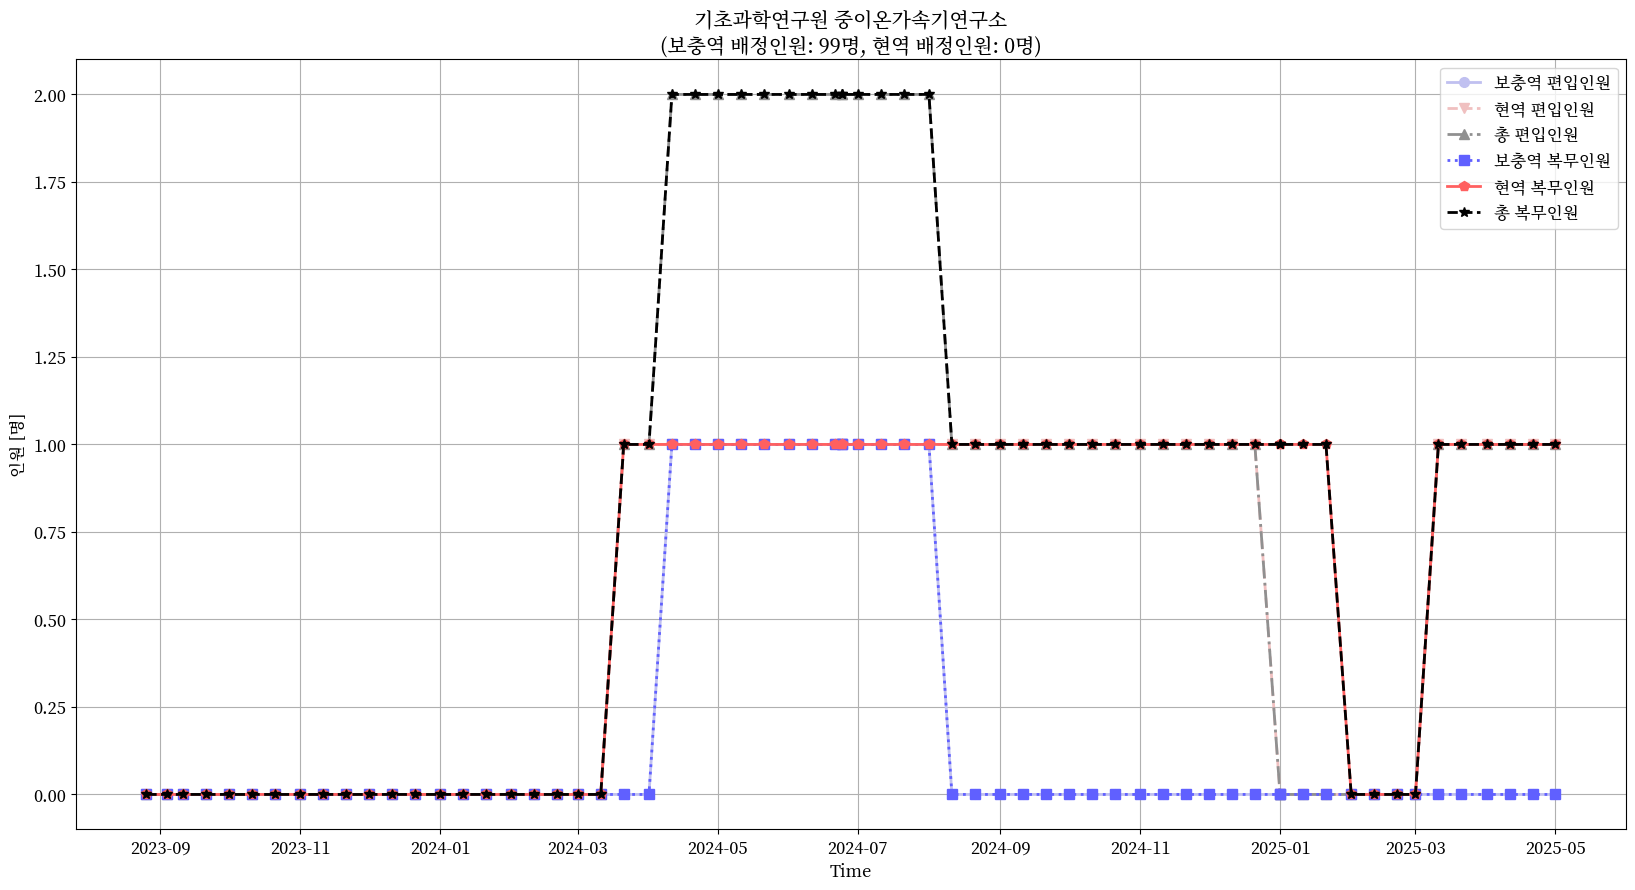 기초과학연구원 중이온가속기연구소
(보충역 배정인원: 99명, 현역 배정인원: 0명)
보충역 편입인원
현역 편입인원
총 편입인원
보충역 복무인원
현역 복무인원
총 복무인원
인원 [명]
2.00
1.75
1.50
1.25
1.00
0.75
0.50
0.25
0.00
2023-09
2023-11
2024-01
2024-03
2024-05
2024-07
2024-09
2024-11
2025-01
2025-03
2025-05
Time